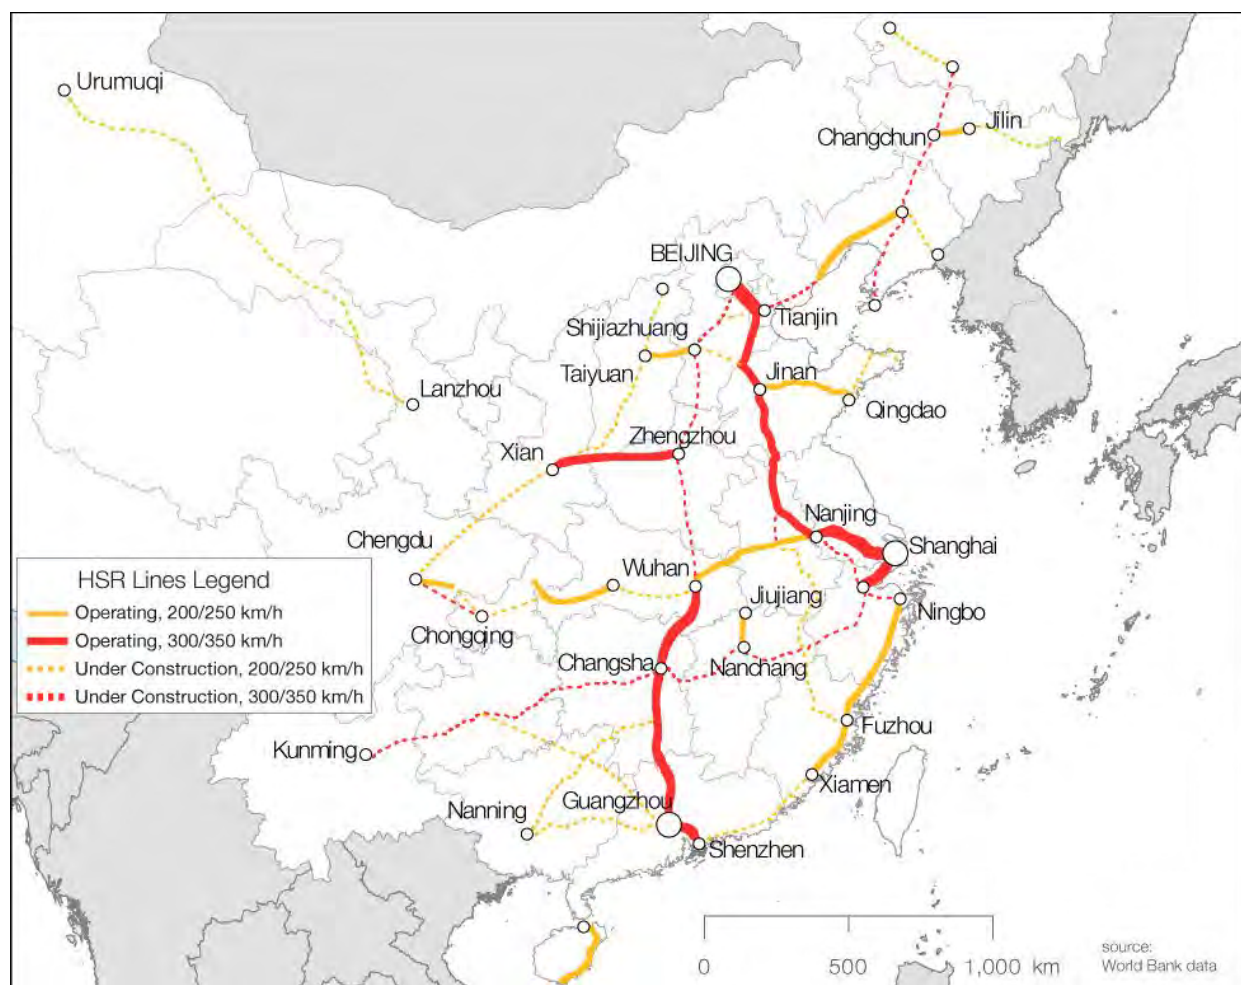 Urumuqi
Jilin
Changchun
BEIJING
Tianjin
Shijiazhuang
Taiyuan
Jinan
Lanzhou
Qingdao
Zhengzhou
Xian
Nanjing
Shanghai
Chengdu
Wuhan
Jiujiang
Ningbo
Chongqing
Nanchang
Changsha
Fuzhou
Kunming
Xiamen
Guangzhou
Nanning
Shenzhen
HSR Lines Legend
Operating, 200/250 km/h
Operating, 300/350 km/h
Under Construction, 200/250 km/h
Under Construction, 300/350 km/h
0 500 1,000 km
source:
World Bank data